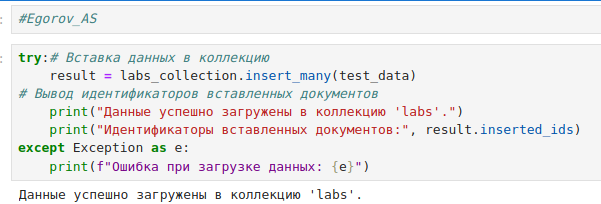 #Egorov_AS
try:# Вставка данных в коллекцию
    result = labs_collection.insert_many(test_data)
# Вывод идентификаторов вставленных документов
    print("Данные успешно загружены в коллекцию 'labs'.")
    print("Идентификаторы вставленных документов:", result.inserted_ids)
except Exception as e:
    print(f"Ошибка при загрузке данных: {e}")
Данные успешно загружены в коллекцию 'labs'.